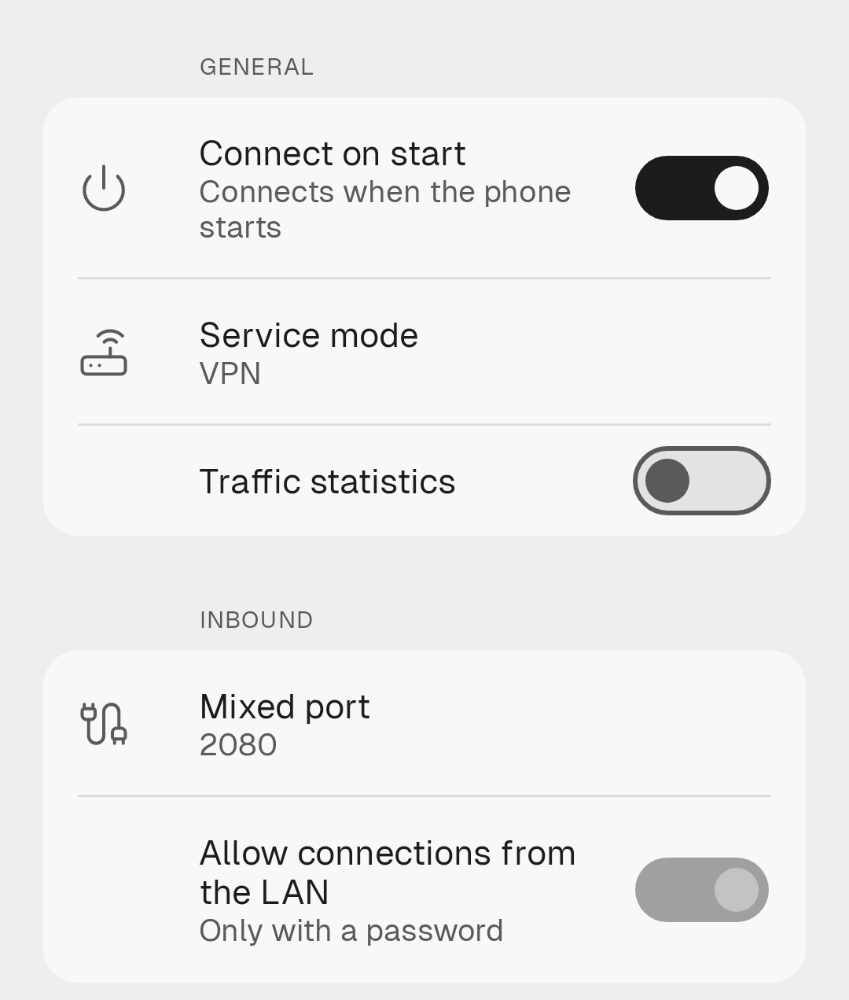 GENERAL
Connect on start
Connects when the phone
starts
Service mode
VPN
Traffic statistics
INBOUND
Mixed port
2080
Allow connections from
the LAN
Only with a password